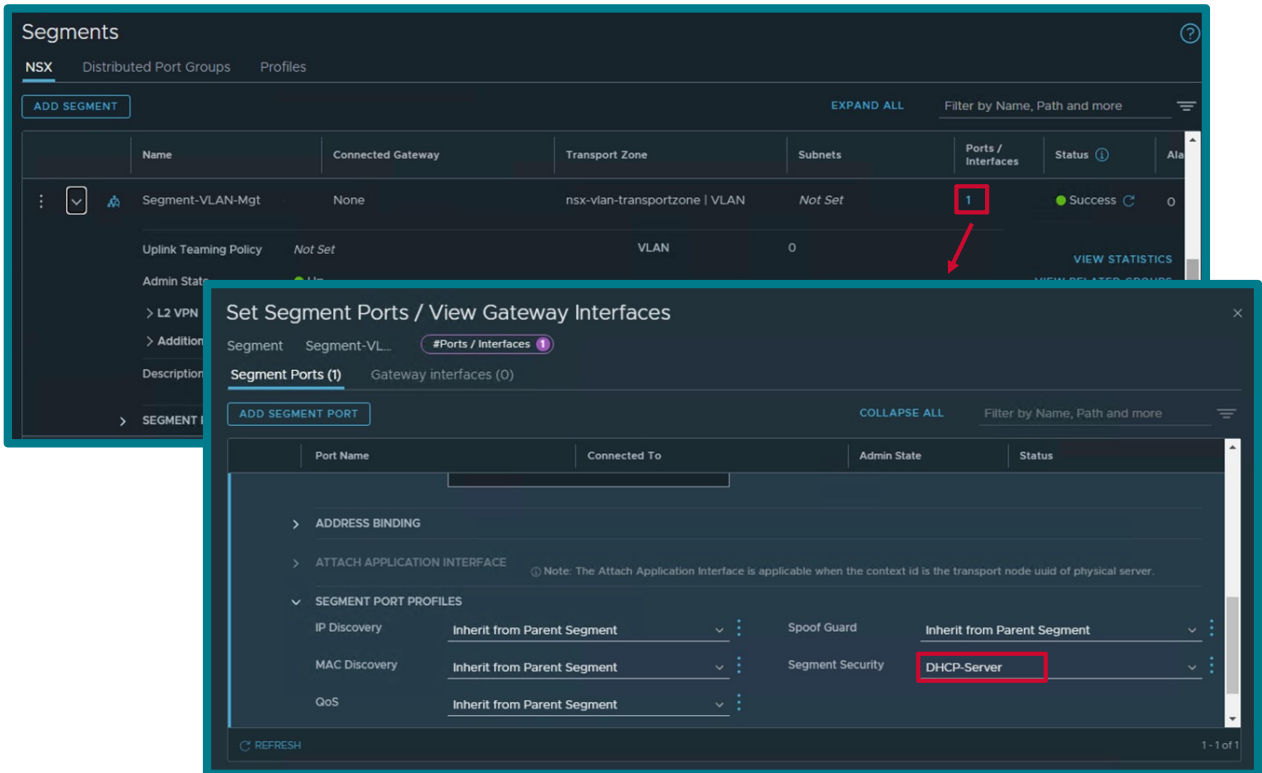 Segments
NSX Distributed Port Groups Profiles
ADD SEGMENT EXPAND ALL Filter by Name, Path and more
Name Connected Gateway Transport Zone Subnets Ports / Interfaces Status Ala
Segment-VLAN-Mgt None nsx-vlan-transportzone | VLAN Not Set 1 Success 0
Uplink Teaming Policy Not Set VLAN 0
VIEW STATISTICS
Admin State Up VIEW RELATED GROUPS
L2 VPN
Addition
Description
SEGMENT
Set Segment Ports / View Gateway Interfaces
Segment Segment-VL... #Ports / Interfaces 1
Segment Ports (1) Gateway interfaces (0)
ADD SEGMENT PORT COLLAPSE ALL Filter by Name, Path and more
Port Name Connected To Admin State Status
ADDRESS BINDING
ATTACH APPLICATION INTERFACE Note: The Attach Application Interface is applicable when the context id is the transport node uuid of physical server.
SEGMENT PORT PROFILES
IP Discovery Inherit from Parent Segment Spoof Guard Inherit from Parent Segment
MAC Discovery Inherit from Parent Segment Segment Security DHCP-Server
QoS Inherit from Parent Segment
REFRESH 1 - 1 of 1